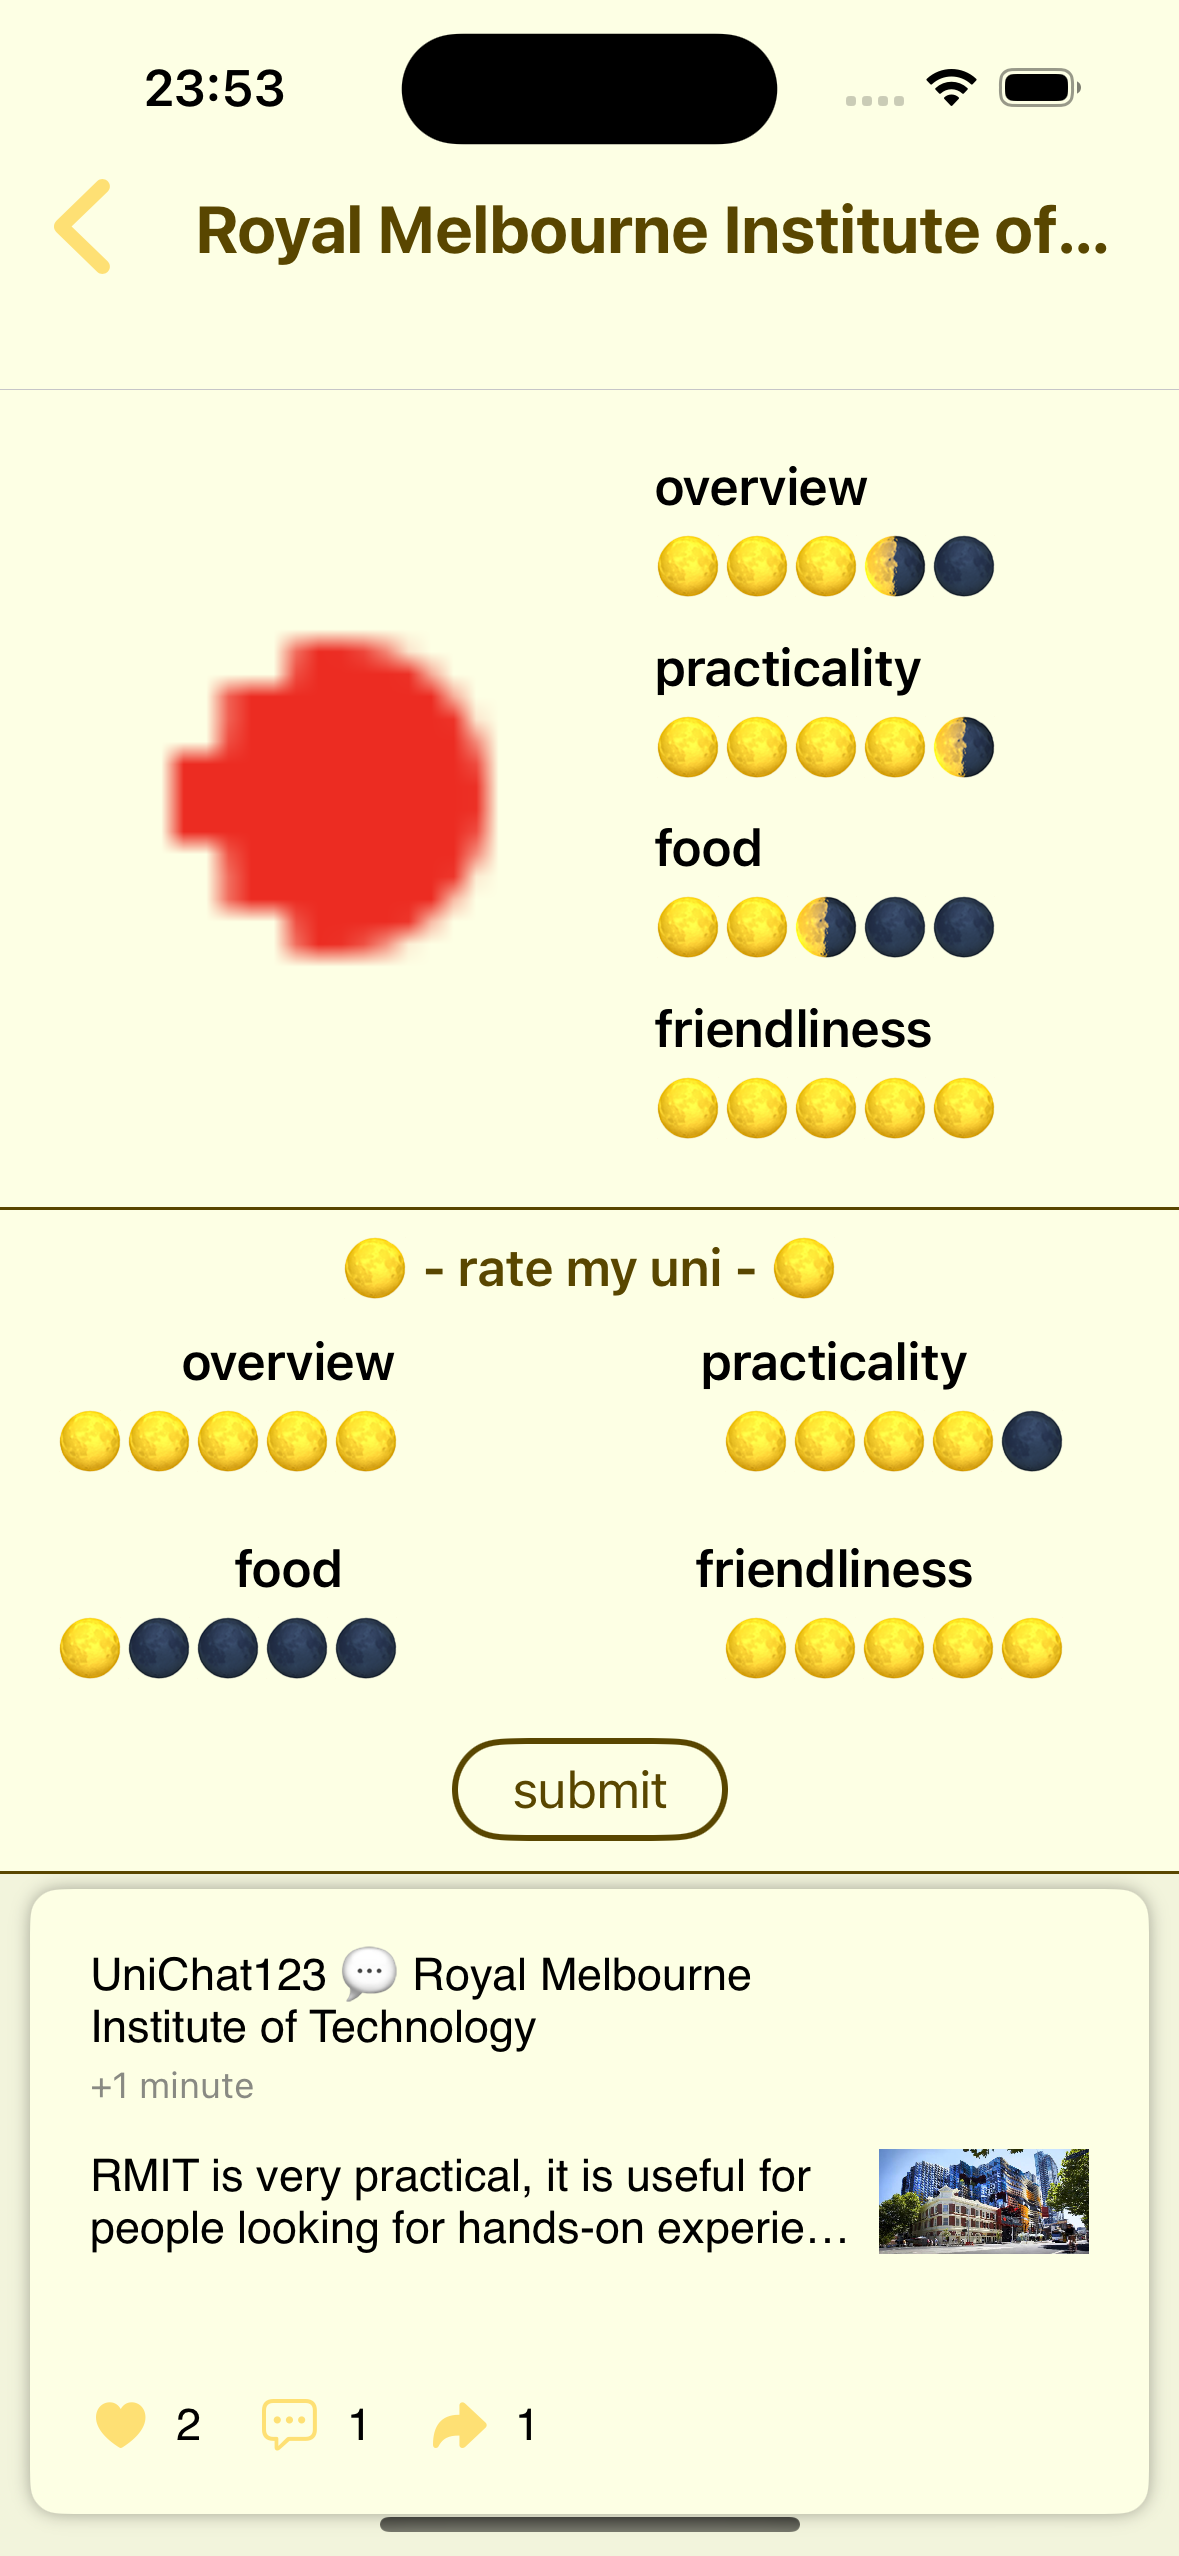 23:53
Royal Melbourne Institute of...
overview
practicality
food
friendliness
- rate my uni -
overview
practicality
food
friendliness
submit
UniChat123 💬 Royal Melbourne
Institute of Technology
+1 minute
RMIT is very practical, it is useful for
people looking for hands-on experie...
2
1
1